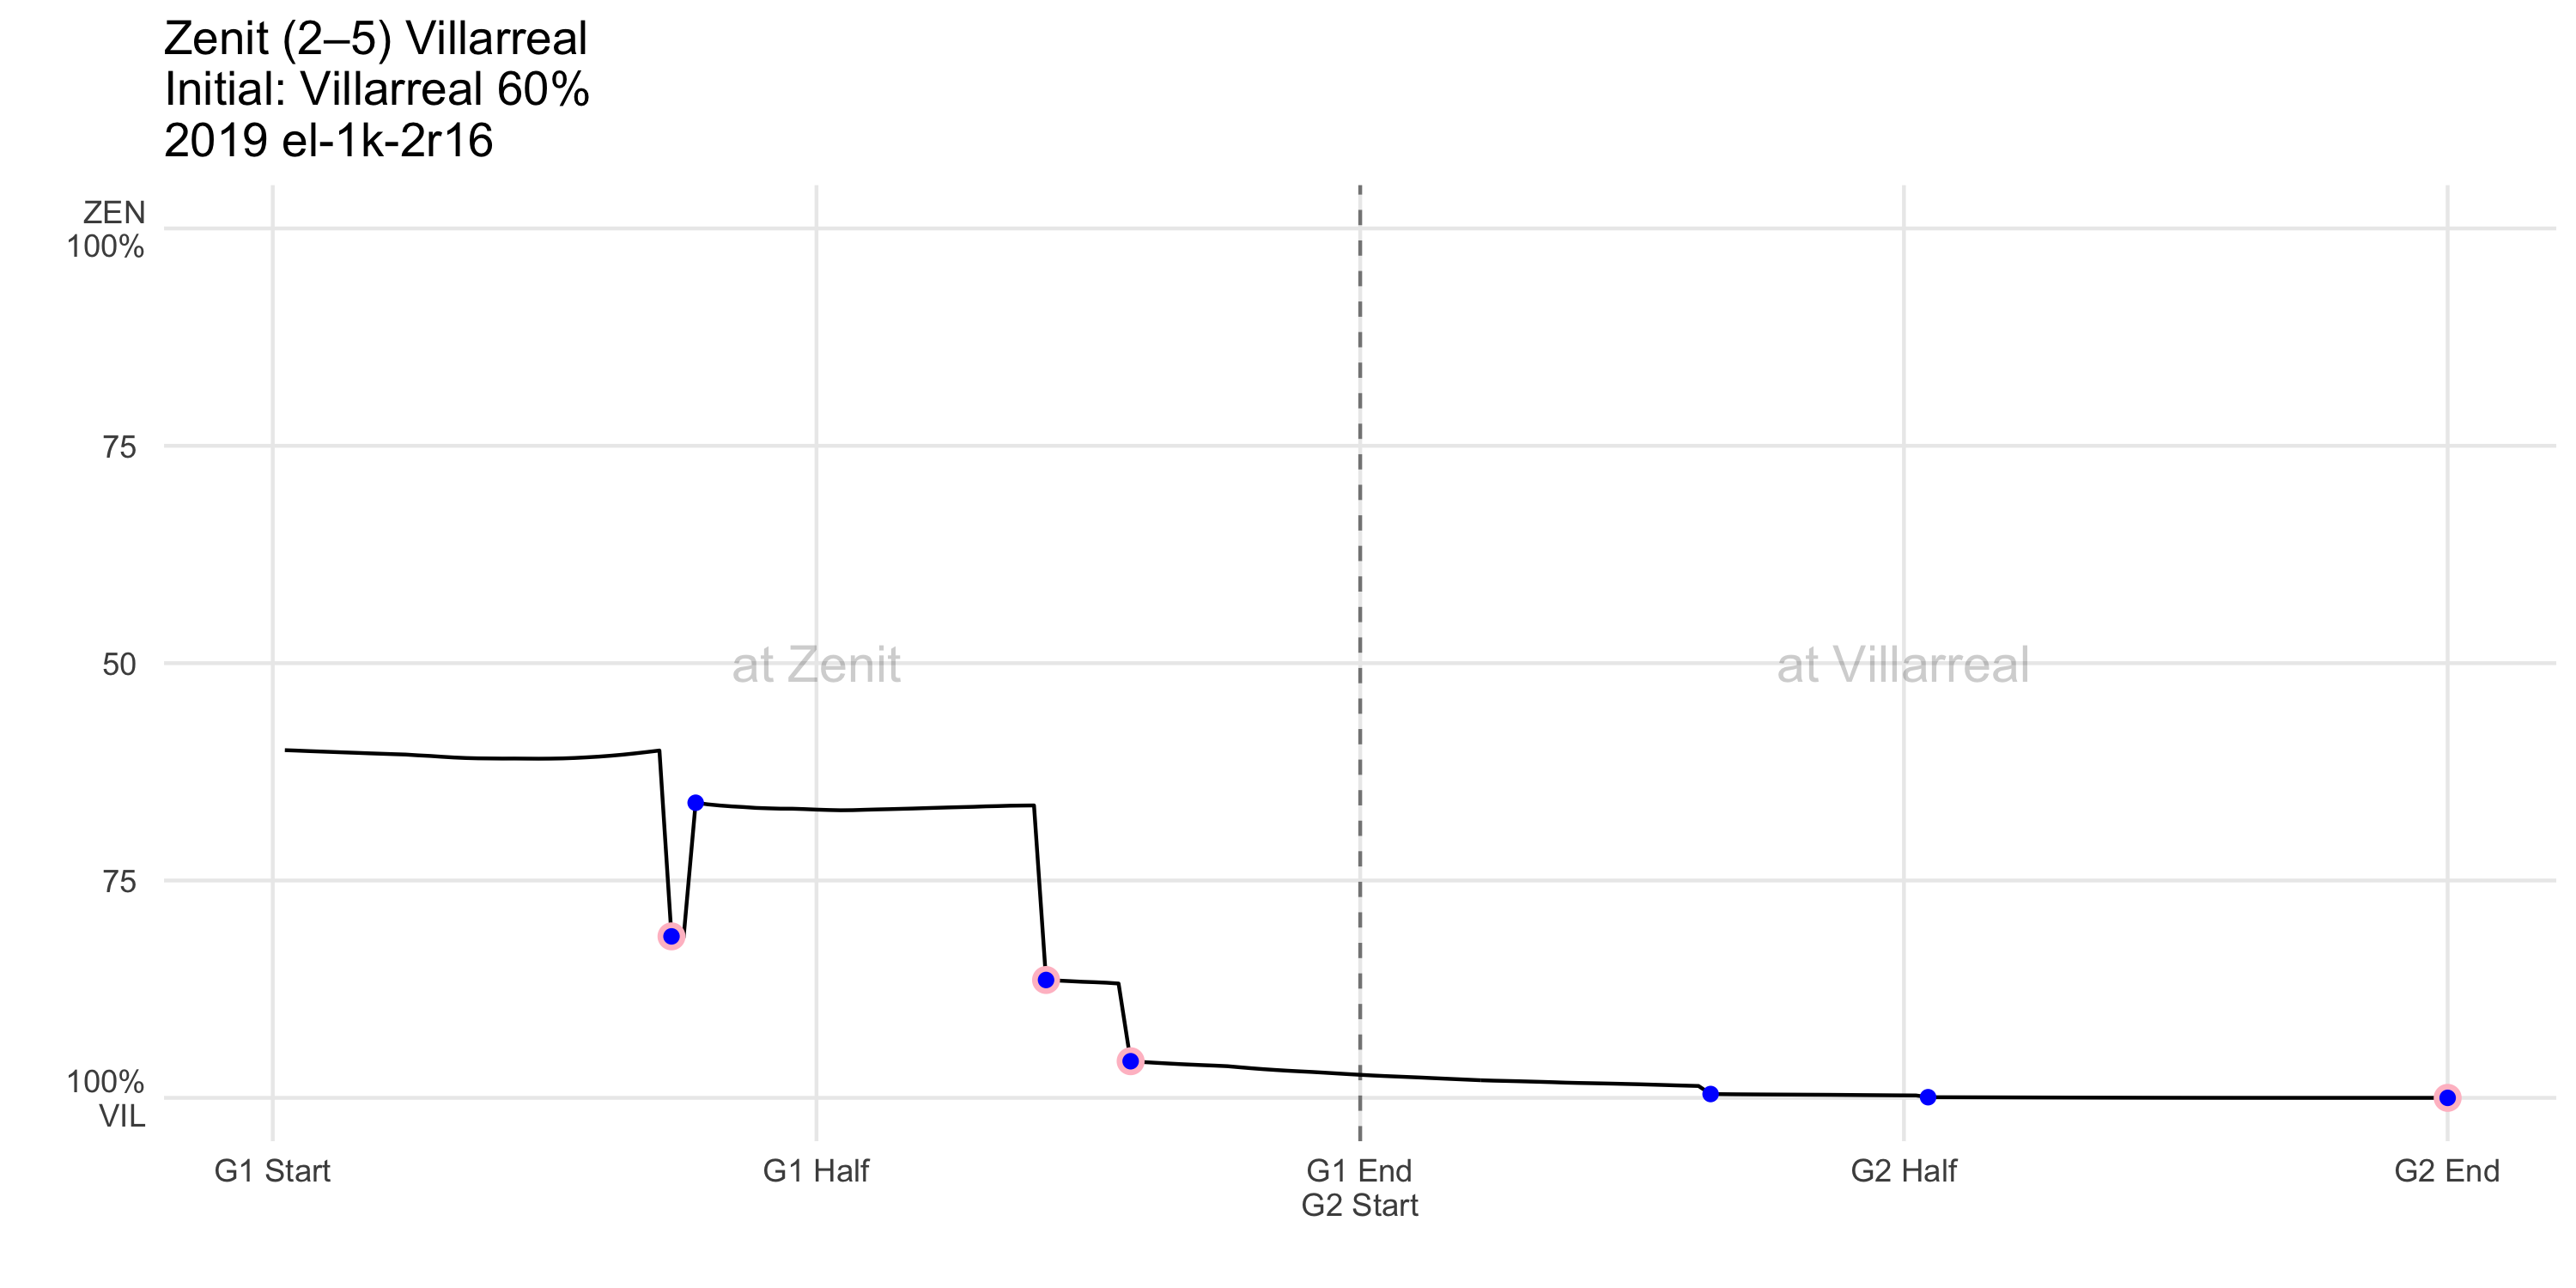 Zenit (2–5) Villarreal
Initial: Villarreal 60%
2019 el-1k-2r16
ZEN
100%
75
50
75
100%
VIL
at Zenit
at Villarreal
G1 Start
G1 Half
G1 End
G2 Start
G2 Half
G2 End